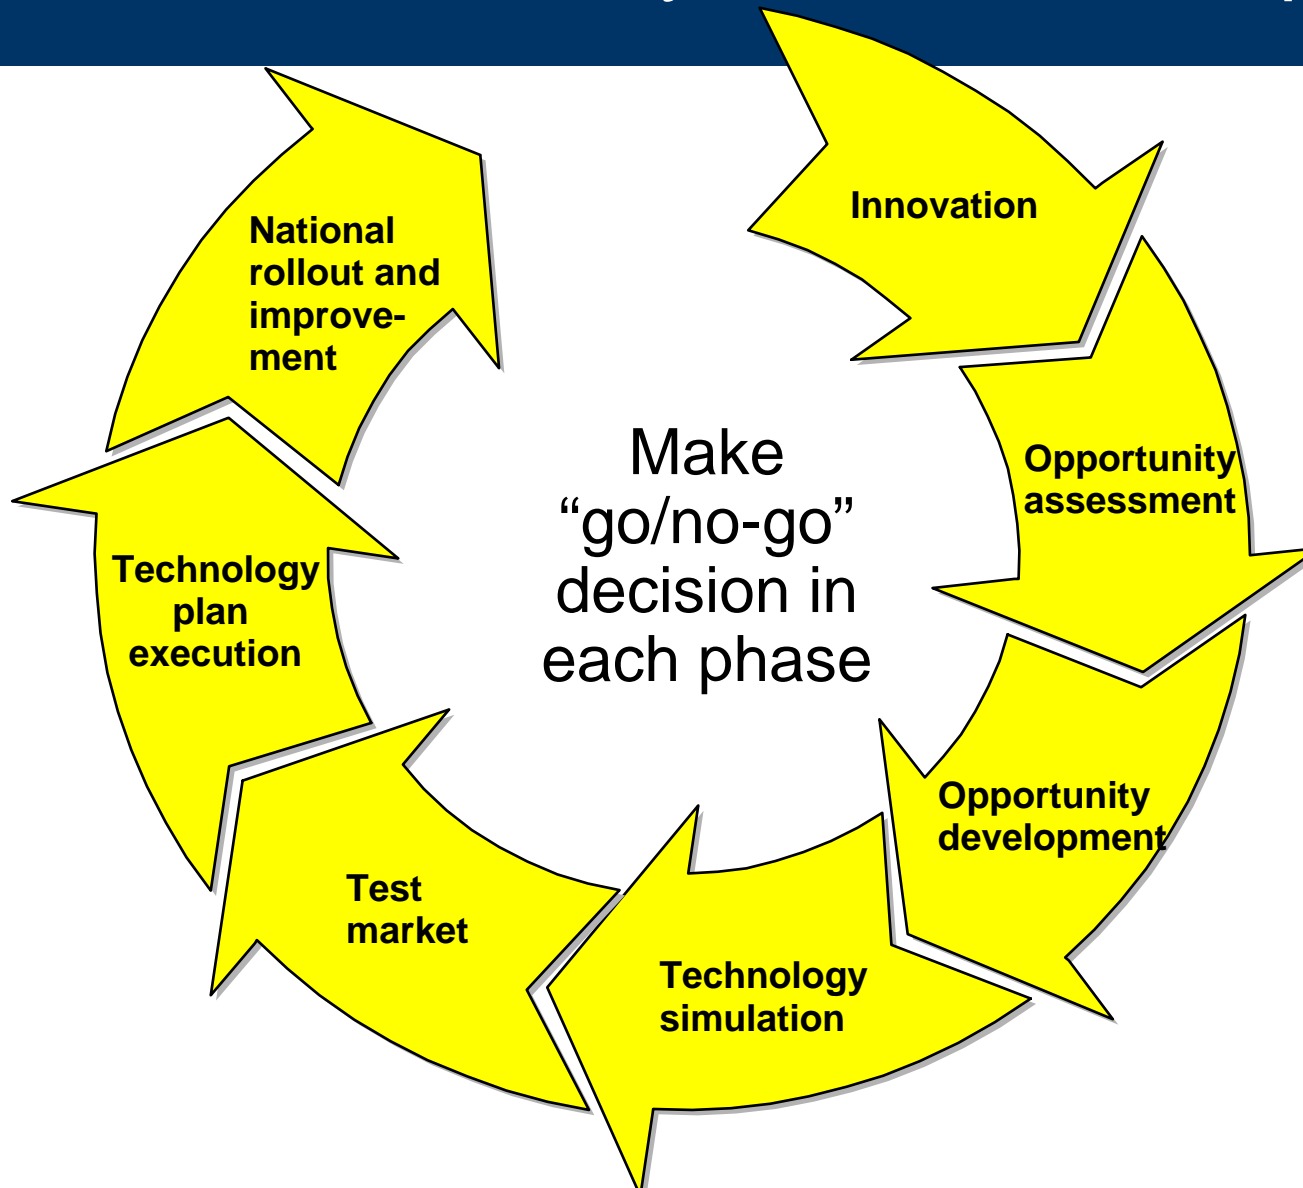 Innovation
Opportunity
assessment
Opportunity
development
Technology
simulation
Test
market
Technology
plan
execution
National
rollout and
improve-
ment
Make
“go/no-go”
decision in
each phase